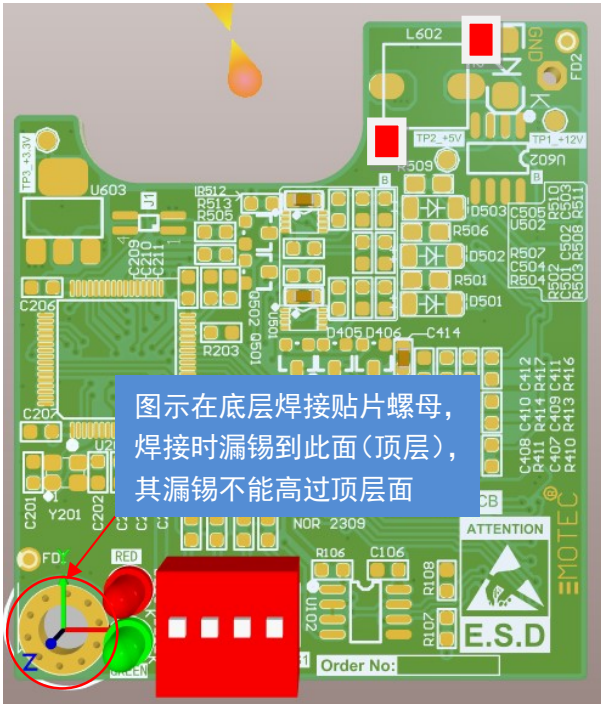 L602
GND
FD2
K
TP3_+3.3V
TP2_+5V
TP1_+12V
U602
U603
J1
4
1
IR512
R513
R505
R509
B
B
D503
C505 R510
U502 C503
R511
R506
C209
C210
C211
D502
R507 C502
C504 R508
R504
R501
R502
C501
R503
D501
C206
Q502
Q501
U501
R203
D405 D406
C414
C412
R417
C411
R416
C410
R414
C409
R413
C408
R411
C407
R410
C207
图示在底层焊接贴片螺母，
焊接时漏锡到此面（顶层），
其漏锡不能高过顶层面
C201
Y201
C202
CB
NOR 2309
ATTENTION
EMOTEC®
FD
Y
RED
R106
C106
R108
U102
R107
Z
GREEN
E.S.D
Order No: